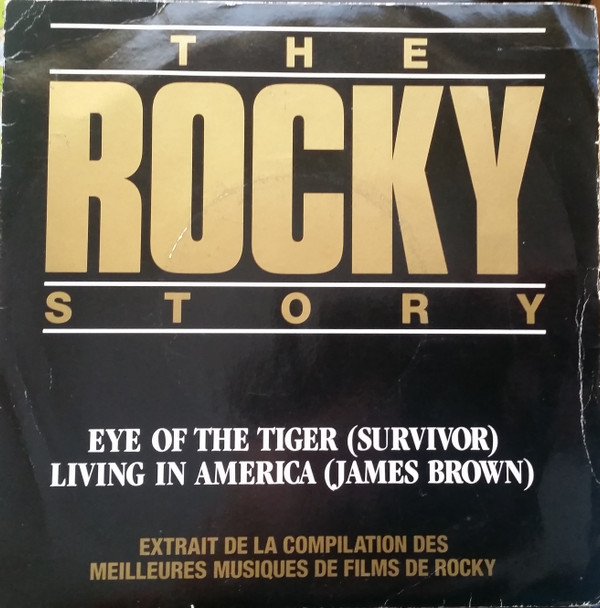 THE
ROCKY
STORY
EYE OF THE TIGER (SURVIVOR)
LIVING IN AMERICA (JAMES BROWN)
EXTRAIT DE LA COMPILATION DES
MEILLEURES MUSIQUES DE FILMS DE ROCKY